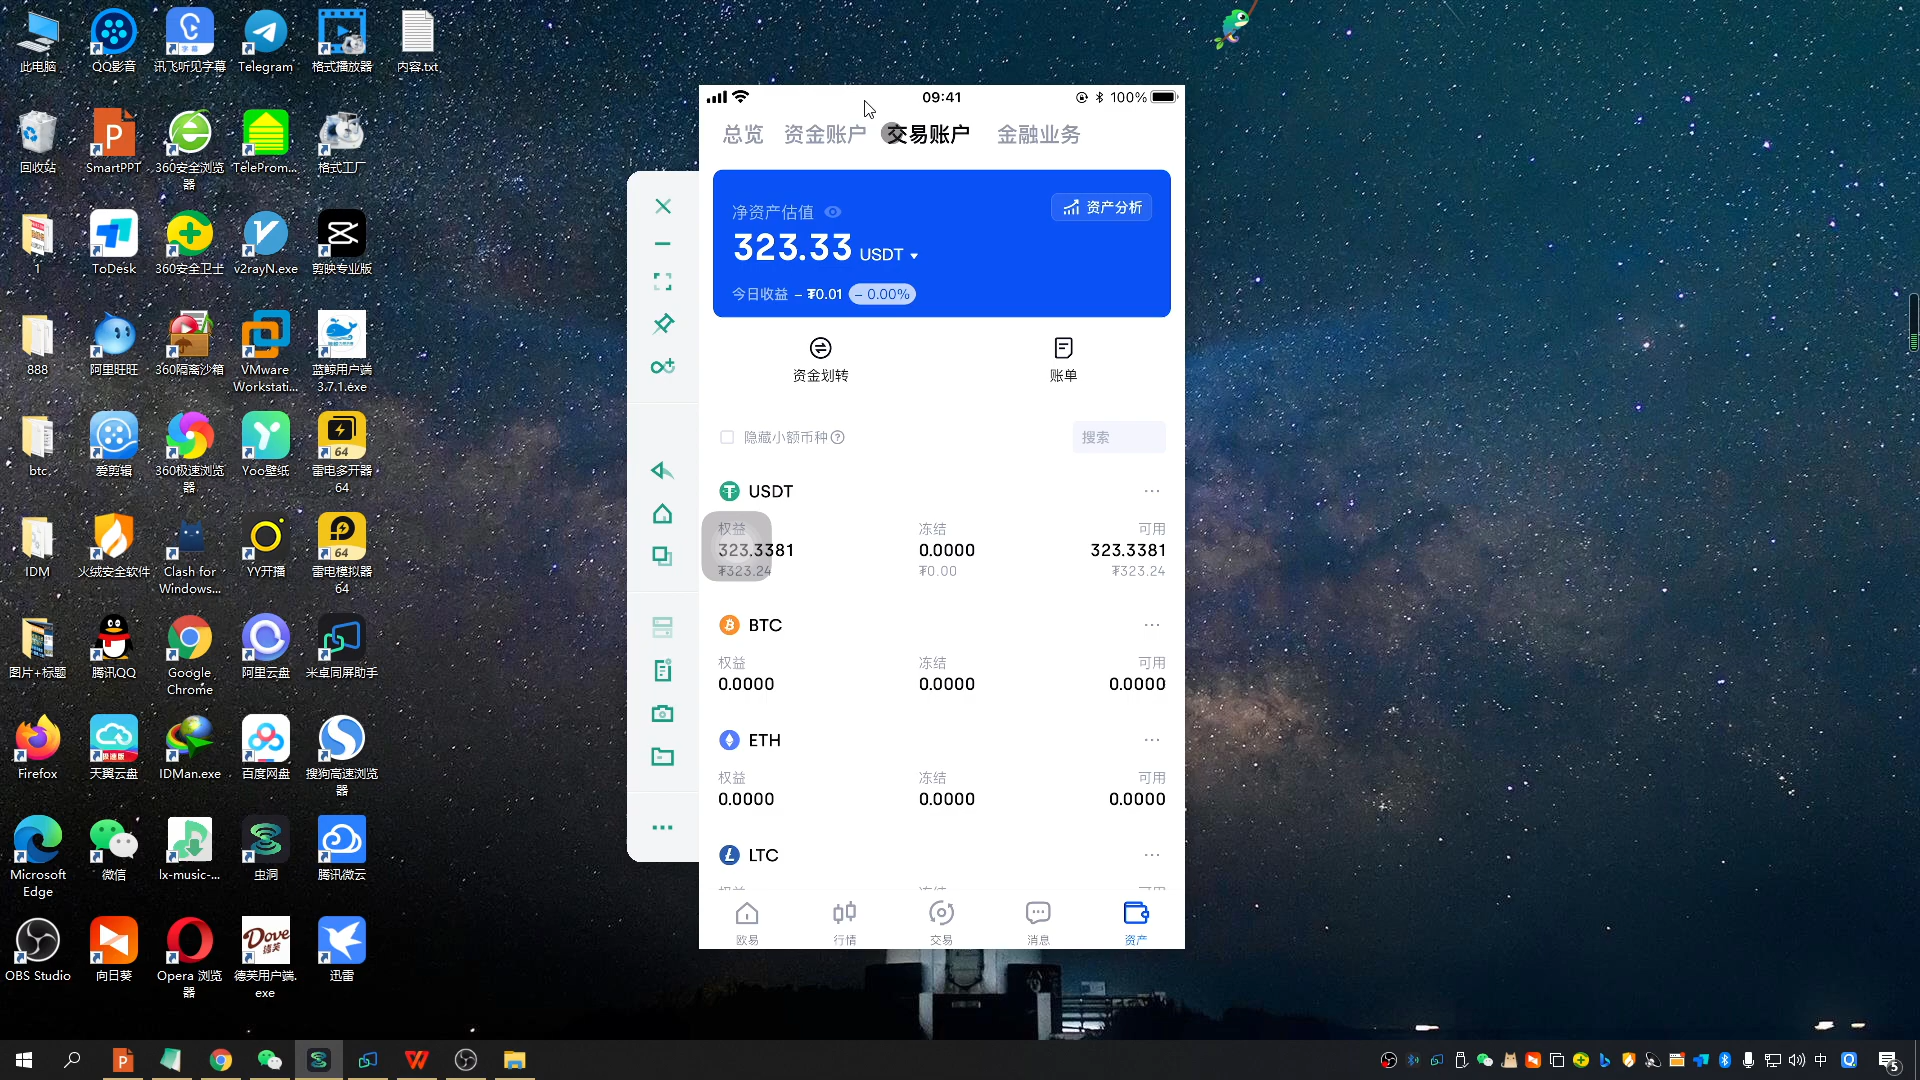 此电脑
QQ影音
讯飞听见字幕
Telegram
格式播放器
内容.txt
回收站
SmartPPT
360安全浏览器
TeleProm...
格式工厂
1
ToDesk
360安全卫士
v2rayN.exe
剪映专业版
888
阿里旺旺
360隔离沙箱
VMware
Workstati...
蓝鲸用户端
3.7.1.exe
btc
爱剪辑
360极速浏览器
Yoo壁纸
雷电多开器
64
IDM
火绒安全软件
Clash for
Windows...
YY开播
雷电模拟器
64
图片+标题
腾讯QQ
Google
Chrome
阿里云盘
米卓同屏助手
Firefox
天翼云盘
IDMan.exe
百度网盘
搜狗高速浏览器
Microsoft
Edge
微信
lx-music-...
虫洞
腾讯微云
OBS Studio
向日葵
Opera 浏览器
德芙用户端.
exe
迅雷
09:41
100%
总览 资金账户 交易账户 金融业务
净资产估值
资产分析
323.33 USDT
今日收益 – ₮0.01 – 0.00%
资金划转
账单
隐藏小额币种
搜索
USDT
权益 冻结 可用
323.3381 0.0000 323.3381
₮323.24 ₮0.00 ₮323.24
BTC
权益 冻结 可用
0.0000 0.0000 0.0000
ETH
权益 冻结 可用
0.0000 0.0000 0.0000
LTC
欧易 行情 交易 消息 资产
中
5